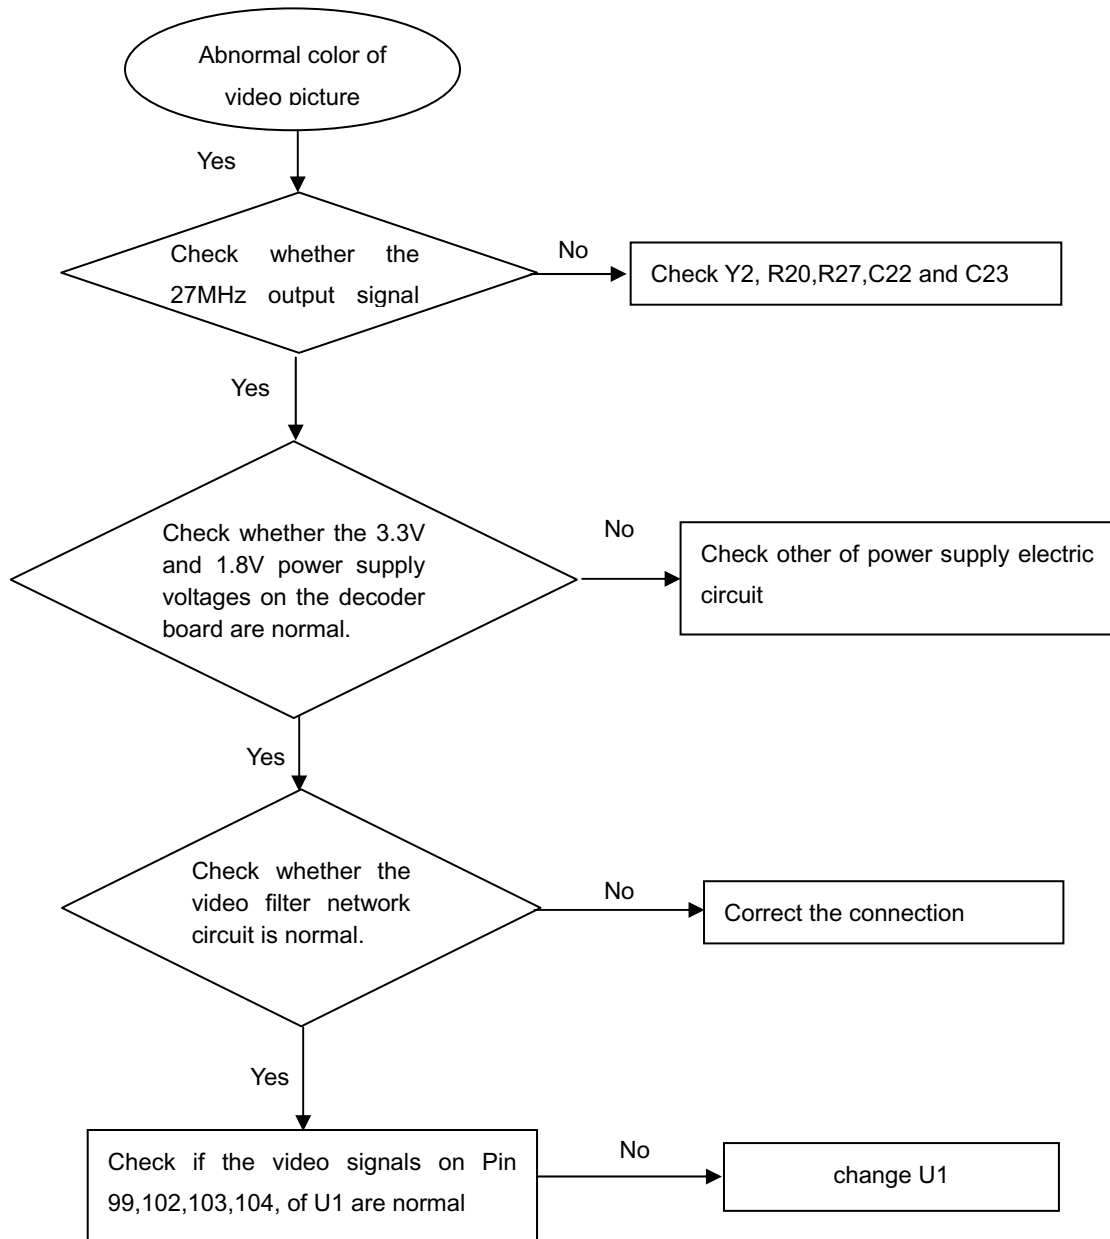 Abnormal color of
video picture
Yes
Check whether the
27MHz output signal
No
Check Y2, R20,R27,C22 and C23
Yes
Check whether the 3.3V
and 1.8V power supply
voltages on the decoder
board are normal.
No
Check other of power supply electric
circuit
Yes
Check whether the
video filter network
circuit is normal.
No
Correct the connection
Yes
Check if the video signals on Pin
99,102,103,104, of U1 are normal
No
change U1